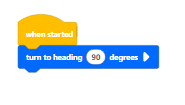 when started
turn to heading 90 degrees